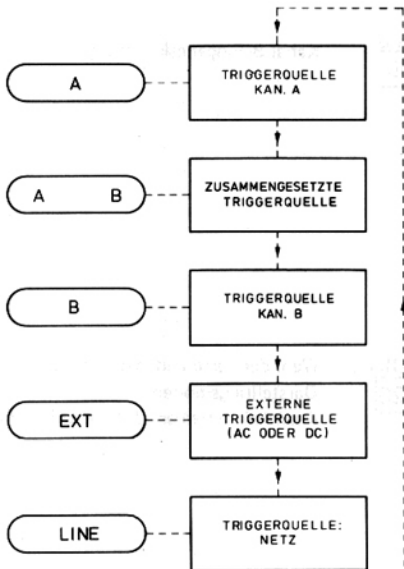 A
TRIGGERQUELLE
KAN. A
A B
ZUSAMMENGESETZTE
TRIGGERQUELLE
B
TRIGGERQUELLE
KAN. B
EXT
EXTERNE
TRIGGERQUELLE
(AC ODER DC)
LINE
TRIGGERQUELLE:
NETZ